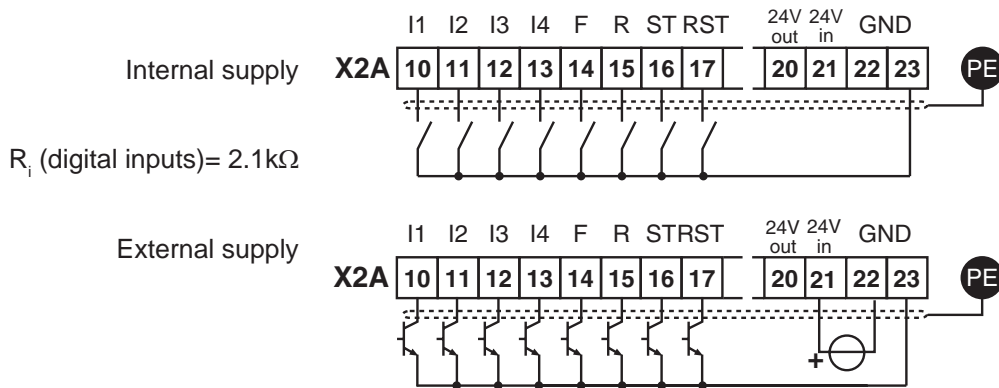 I1 I2 I3 I4 F R ST RST 24V out 24V in GND
Internal supply X2A 10 11 12 13 14 15 16 17 20 21 22 23 PE
Ri (digital inputs)= 2.1kΩ
I1 I2 I3 I4 F R STRST 24V out 24V in GND
External supply
X2A 10 11 12 13 14 15 16 17 20 21 22 23 PE
+